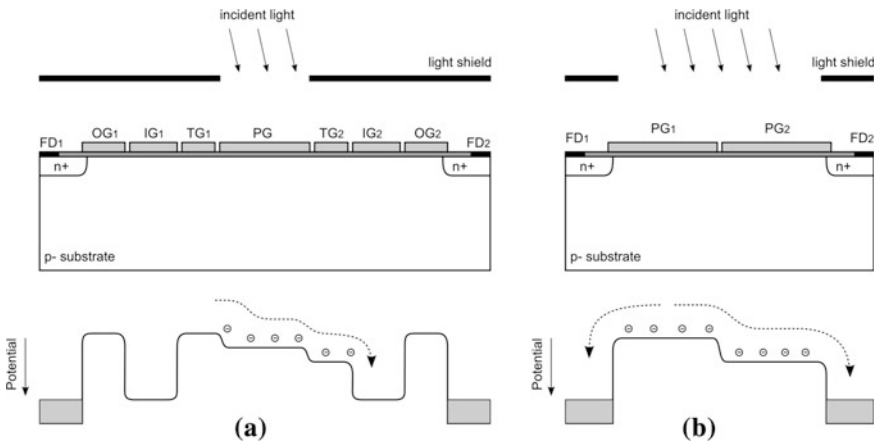 incident light
light shield
OG1 IG1 TG1 PG TG2 IG2 OG2
FD1 FD2
n+ n+
p- substrate
Potential
(a)
incident light
light shield
PG1 PG2
FD1 FD2
n+ n+
p- substrate
Potential
(b)